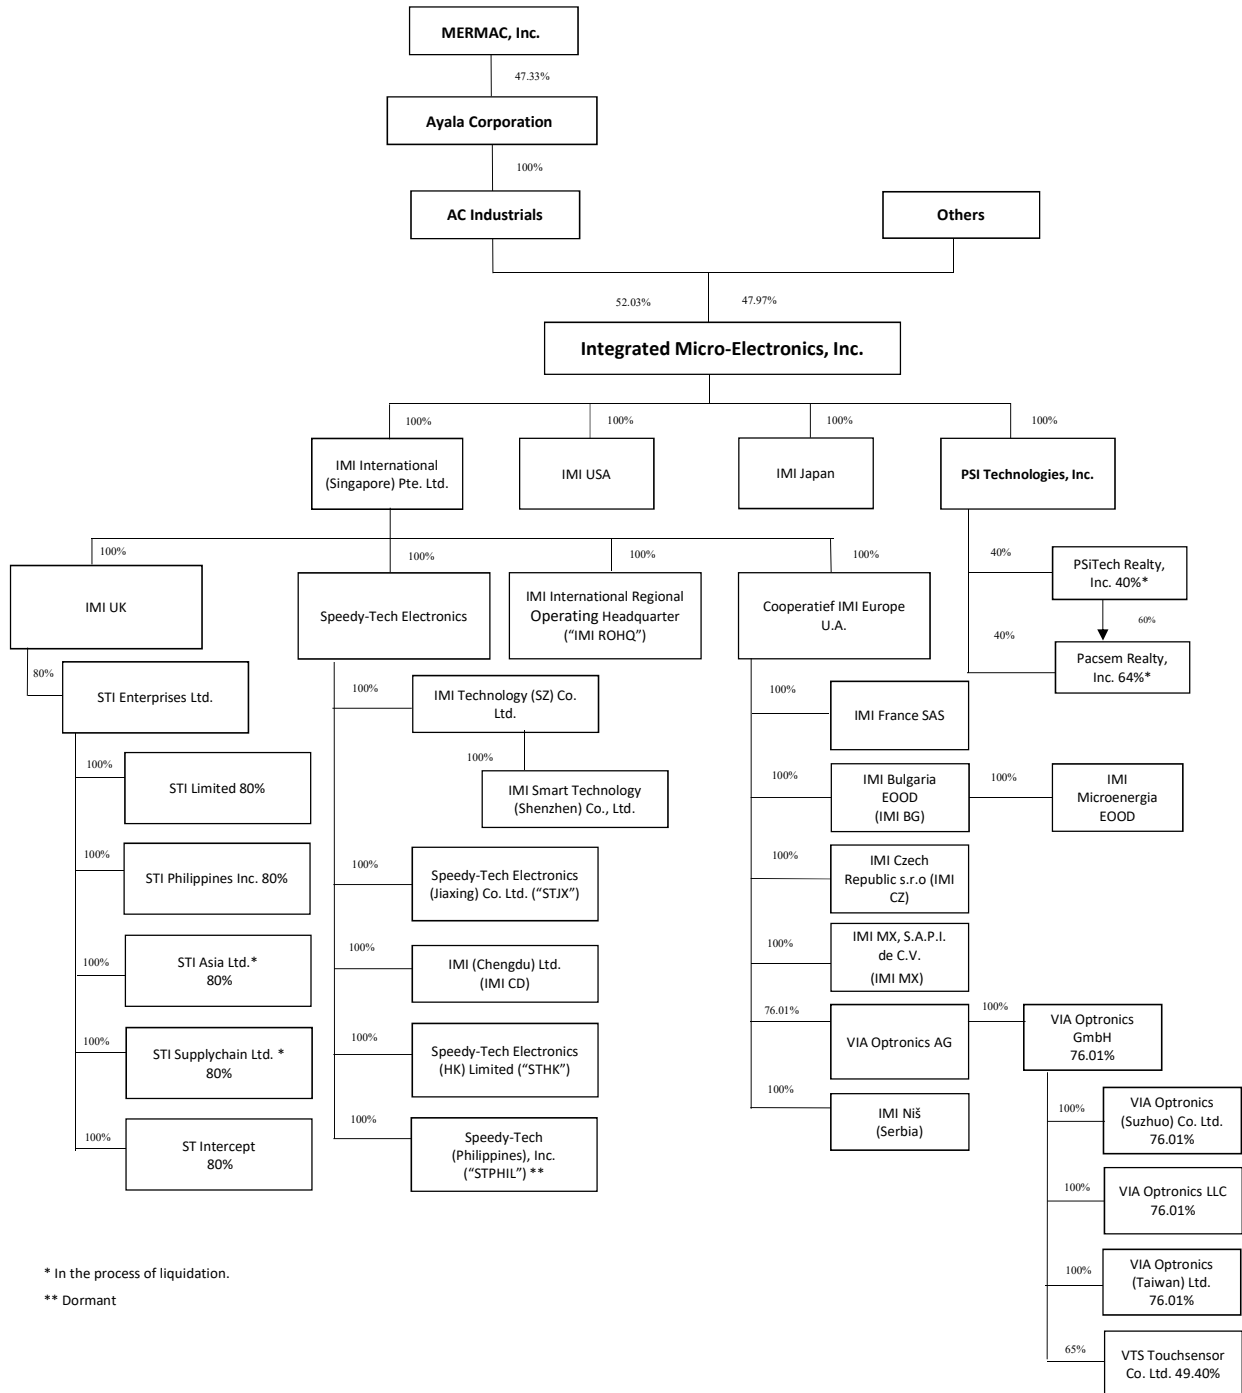 MERMAC, Inc.
47.33%
Ayala Corporation
100%
AC Industrials
Others
52.03%
47.97%
Integrated Micro-Electronics, Inc.
100%
100%
100%
100%
IMI International
(Singapore) Pte. Ltd.
IMI USA
IMI Japan
PSI Technologies, Inc.
100%
100%
100%
100%
40%
PSiTech Realty,
Inc. 40%*
60%
40%
Pacsem Realty,
Inc. 64%*
IMI UK
Speedy-Tech Electronics
IMI International Regional
Operating Headquarter
(“IMI ROHQ”)
Cooperatief IMI Europe
U.A.
80%
STI Enterprises Ltd.
100%
STI Limited 80%
100%
STI Philippines Inc. 80%
100%
STI Asia Ltd.*
80%
100%
STI Supplychain Ltd. *
80%
100%
ST Intercept
80%
100%
IMI Technology (SZ) Co.
Ltd.
100%
IMI Smart Technology
(Shenzhen) Co., Ltd.
100%
Speedy-Tech Electronics
(Jiaxing) Co. Ltd. (“STJX”)
100%
IMI (Chengdu) Ltd.
(IMI CD)
100%
Speedy-Tech Electronics
(HK) Limited (“STHK”)
100%
Speedy-Tech
(Philippines), Inc.
(“STPHIL”) **
100%
IMI France SAS
100%
IMI Bulgaria
EOOD
(IMI BG)
100%
IMI
Microenergia
EOOD
100%
IMI Czech
Republic s.r.o (IMI
CZ)
100%
IMI MX, S.A.P.I.
de C.V.
(IMI MX)
76.01%
VIA Optronics AG
100%
VIA Optronics
GmbH
76.01%
100%
IMI Niš
(Serbia)
100%
VIA Optronics
(Suzhuo) Co. Ltd.
76.01%
100%
VIA Optronics LLC
76.01%
100%
VIA Optronics
(Taiwan) Ltd.
76.01%
65%
VTS Touchsensor
Co. Ltd. 49.40%
* In the process of liquidation.
** Dormant